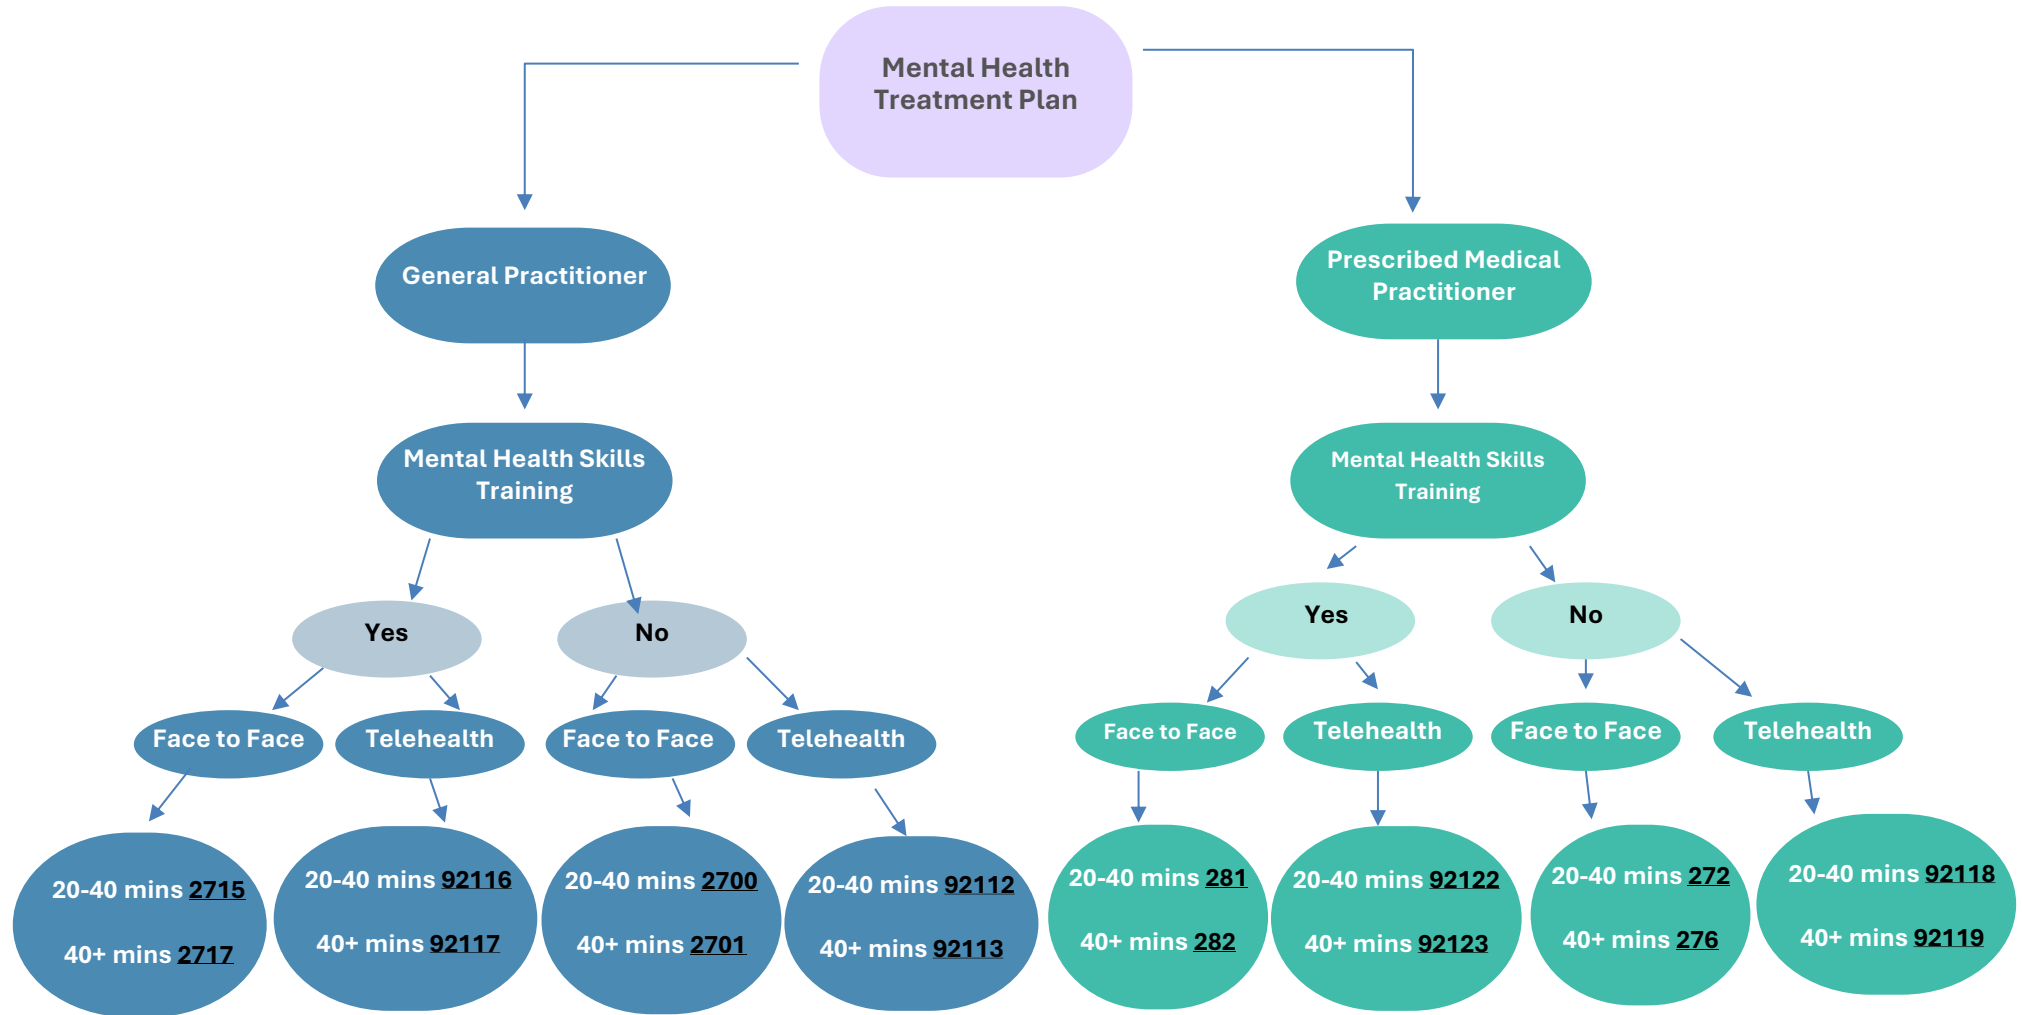 Mental Health
Treatment Plan
General Practitioner
Prescribed Medical
Practitioner
Mental Health Skills
Training
Mental Health Skills
Training
Yes
No
Yes
No
Face to Face
Telehealth
Face to Face
Telehealth
Face to Face
Telehealth
Face to Face
Telehealth
20-40 mins 2715
40+ mins 2717
20-40 mins 92116
40+ mins 92117
20-40 mins 2700
40+ mins 2701
20-40 mins 92112
40+ mins 92113
20-40 mins 281
40+ mins 282
20-40 mins 92122
40+ mins 92123
20-40 mins 272
40+ mins 276
20-40 mins 92118
40+ mins 92119